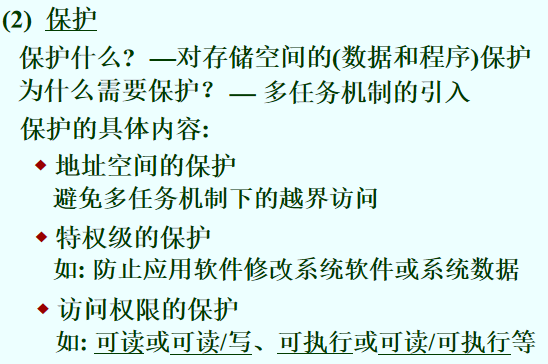 (2) 保护
保护什么? —对存储空间的(数据和程序)保护
为什么需要保护? — 多任务机制的引入
保护的具体内容:
◆ 地址空间的保护
避免多任务机制下的越界访问
◆ 特权级的保护
如: 防止应用软件修改系统软件或系统数据
◆ 访问权限的保护
如: 可读或可读/写、可执行或可读/可执行等